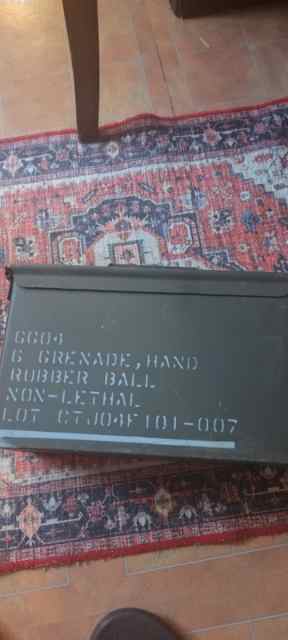 GG04
6 GRENADE, HAND
RUBBER BALL
NON-LETHAL
LOT CTJ04F101-007